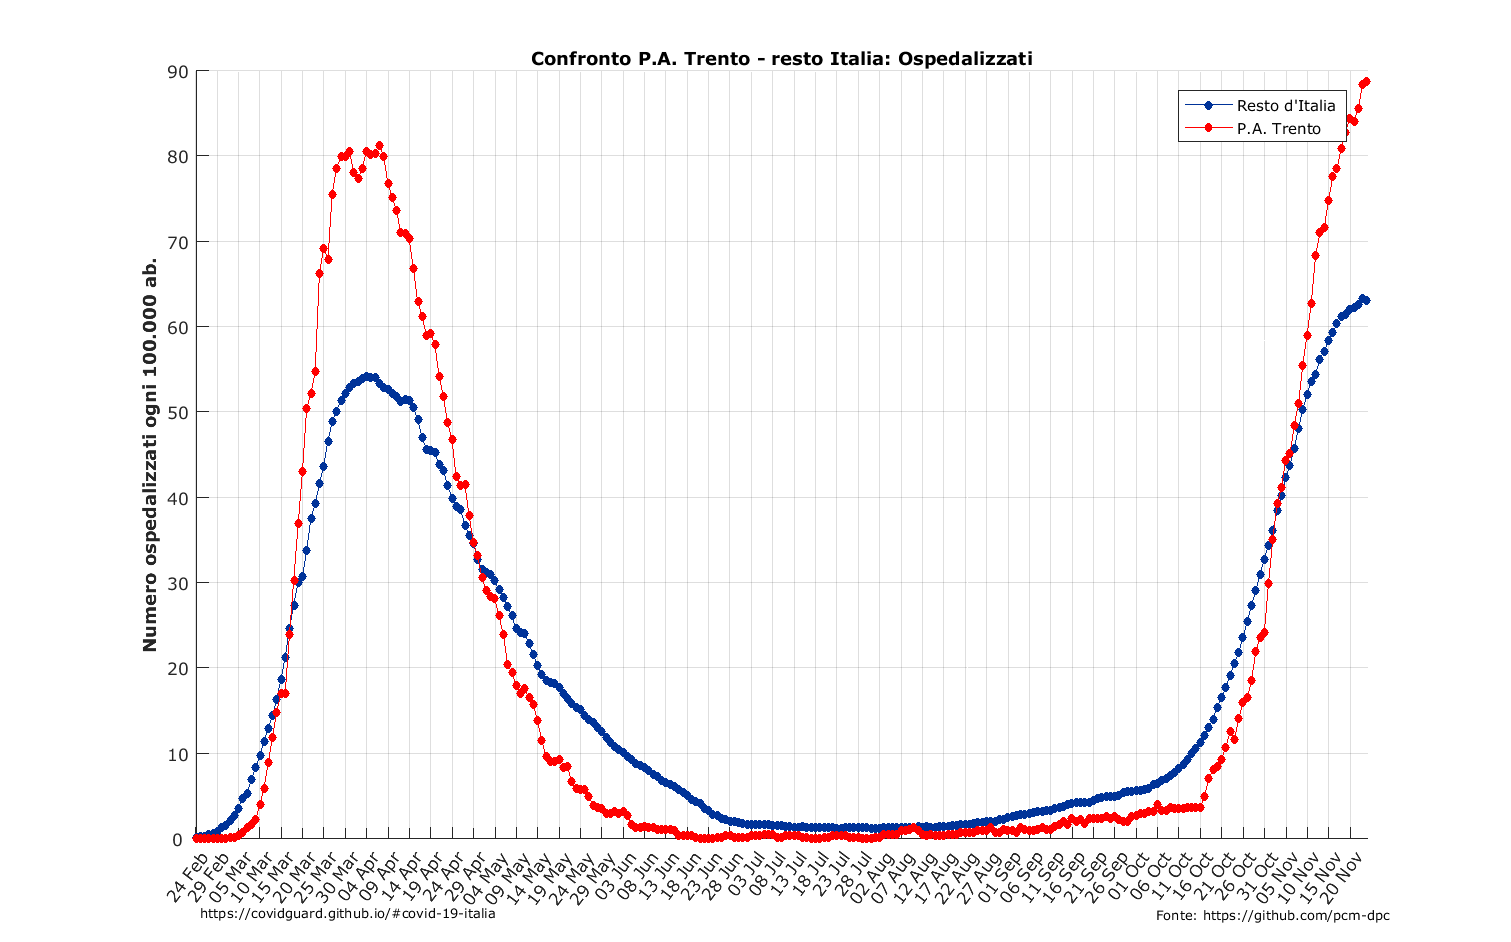 Confronto P.A. Trento - resto Italia: Ospedalizzati
Numero ospedalizzati ogni 100.000 ab.
90
80
70
60
50
40
30
20
10
0
Resto d'Italia
P.A. Trento
24 Feb
29 Feb
05 Mar
10 Mar
15 Mar
20 Mar
25 Mar
30 Mar
04 Apr
09 Apr
14 Apr
19 Apr
24 Apr
29 Apr
04 May
09 May
14 May
19 May
24 May
29 May
03 Jun
08 Jun
13 Jun
18 Jun
23 Jun
28 Jun
03 Jul
08 Jul
13 Jul
18 Jul
23 Jul
28 Jul
02 Aug
07 Aug
12 Aug
17 Aug
22 Aug
27 Aug
01 Sep
06 Sep
11 Sep
16 Sep
21 Sep
26 Sep
01 Oct
06 Oct
11 Oct
16 Oct
21 Oct
26 Oct
31 Oct
05 Nov
10 Nov
15 Nov
20 Nov
https://covidguard.github.io/#covid-19-italia
Fonte: https://github.com/pcm-dpc